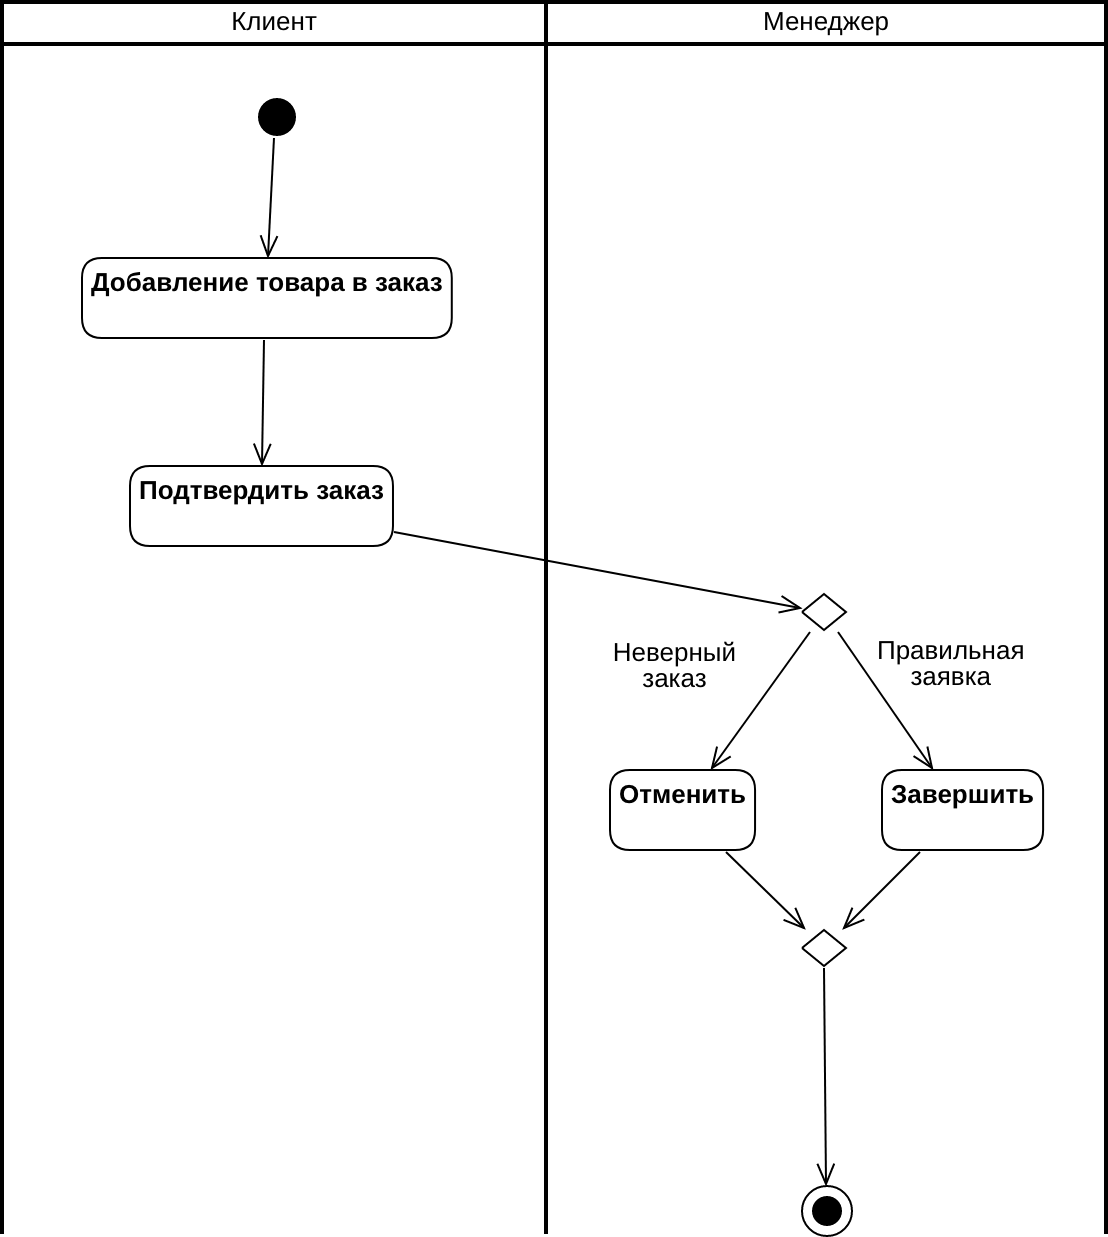 Клиент
Менеджер
Добавление товара в заказ
Подтвердить заказ
Неверный
заказ
Правильная
заявка
Отменить
Завершить